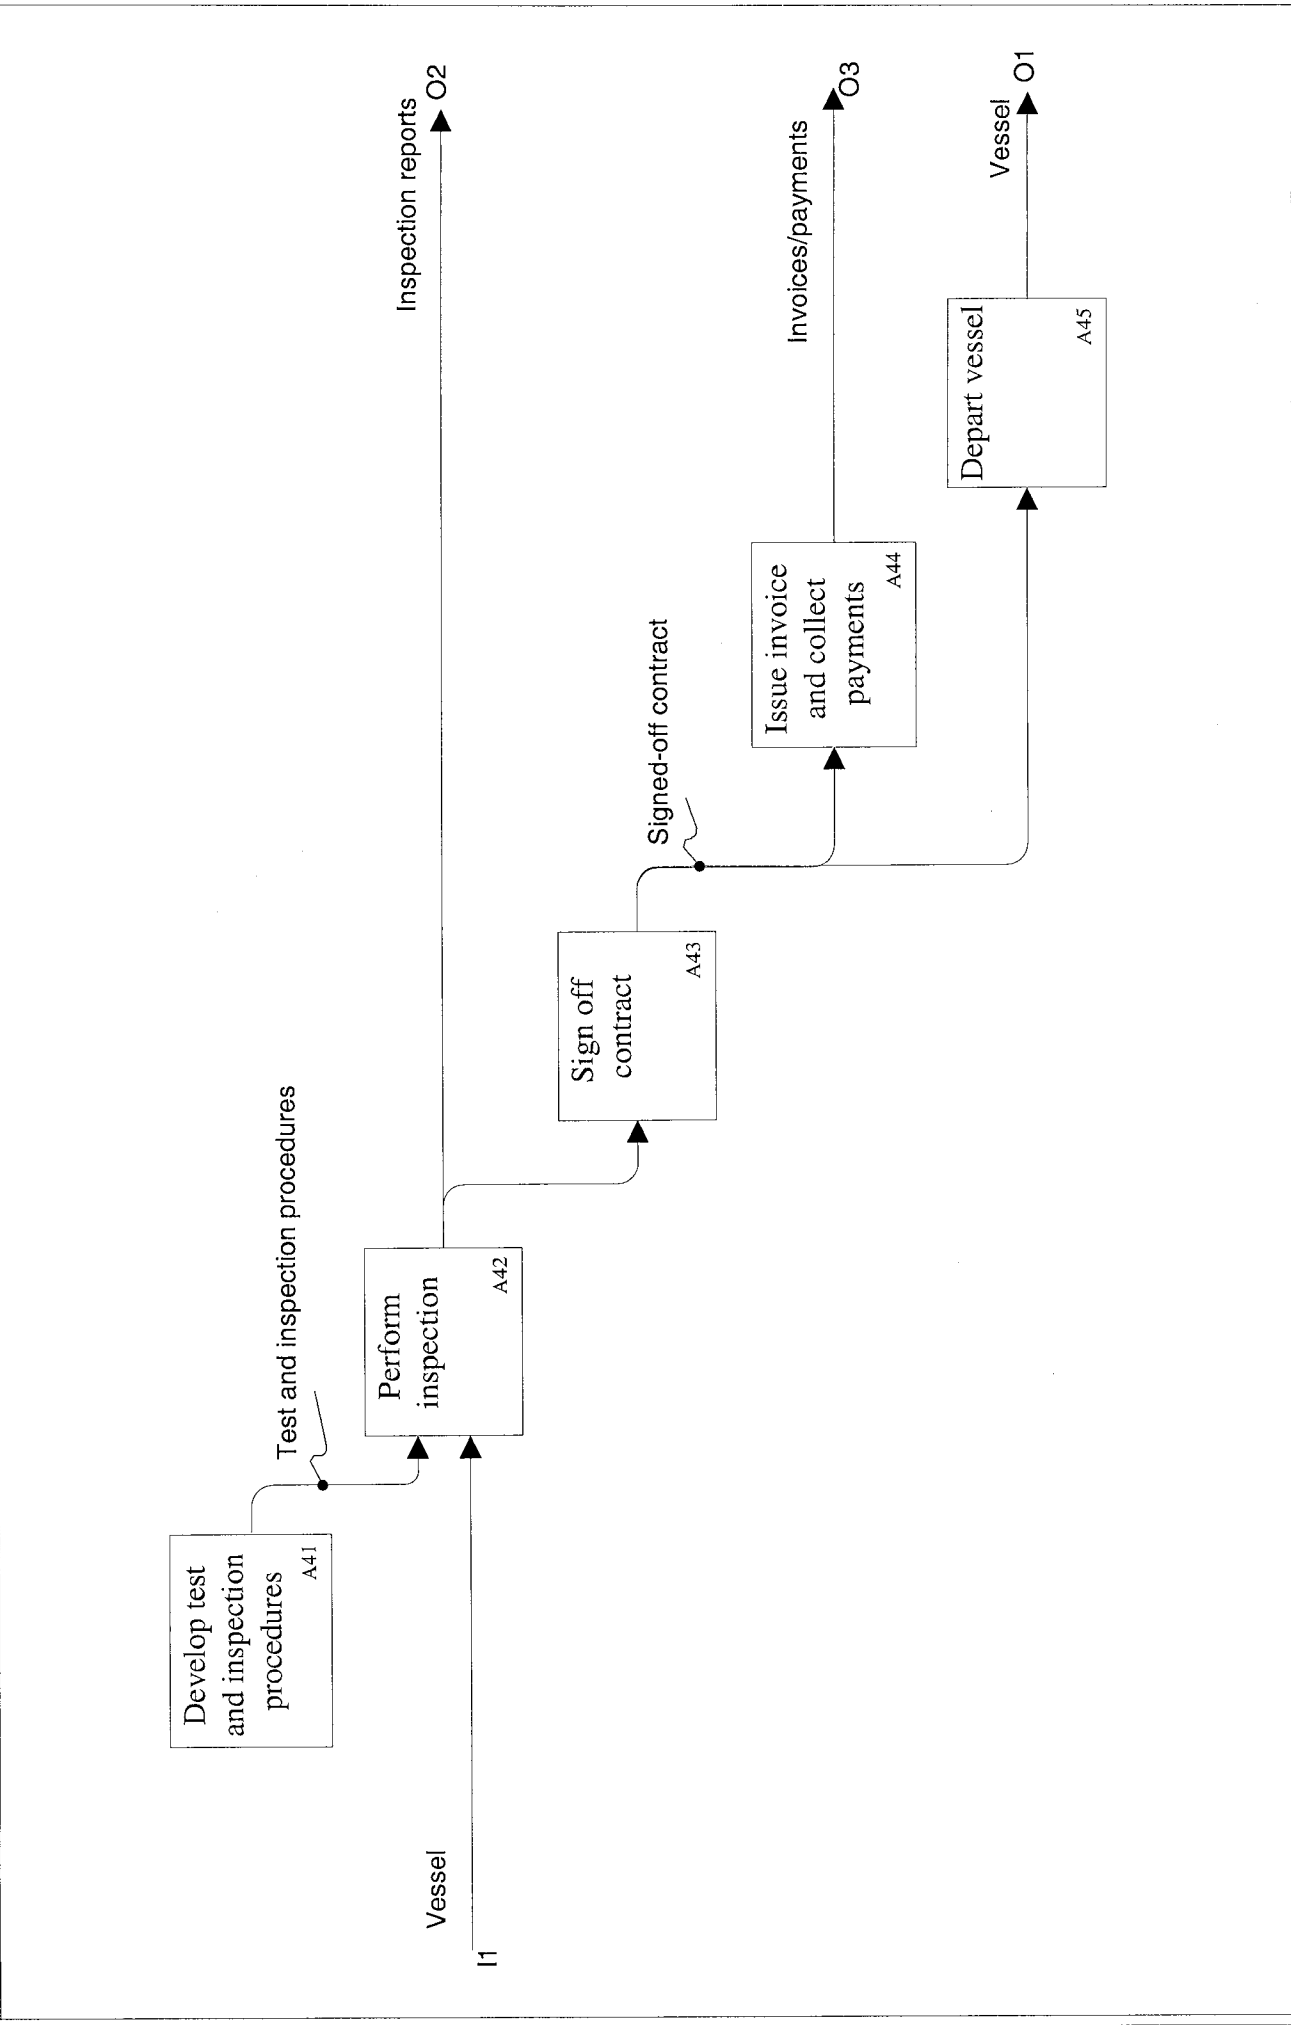 Develop test
and inspection
procedures
A41
Test and inspection procedures
Vessel
I1
Perform
inspection
A42
Inspection reports
O2
Sign off
contract
A43
Signed-off contract
Issue invoice
and collect
payments
A44
Invoices/payments
O3
Depart vessel
A45
Vessel
O1